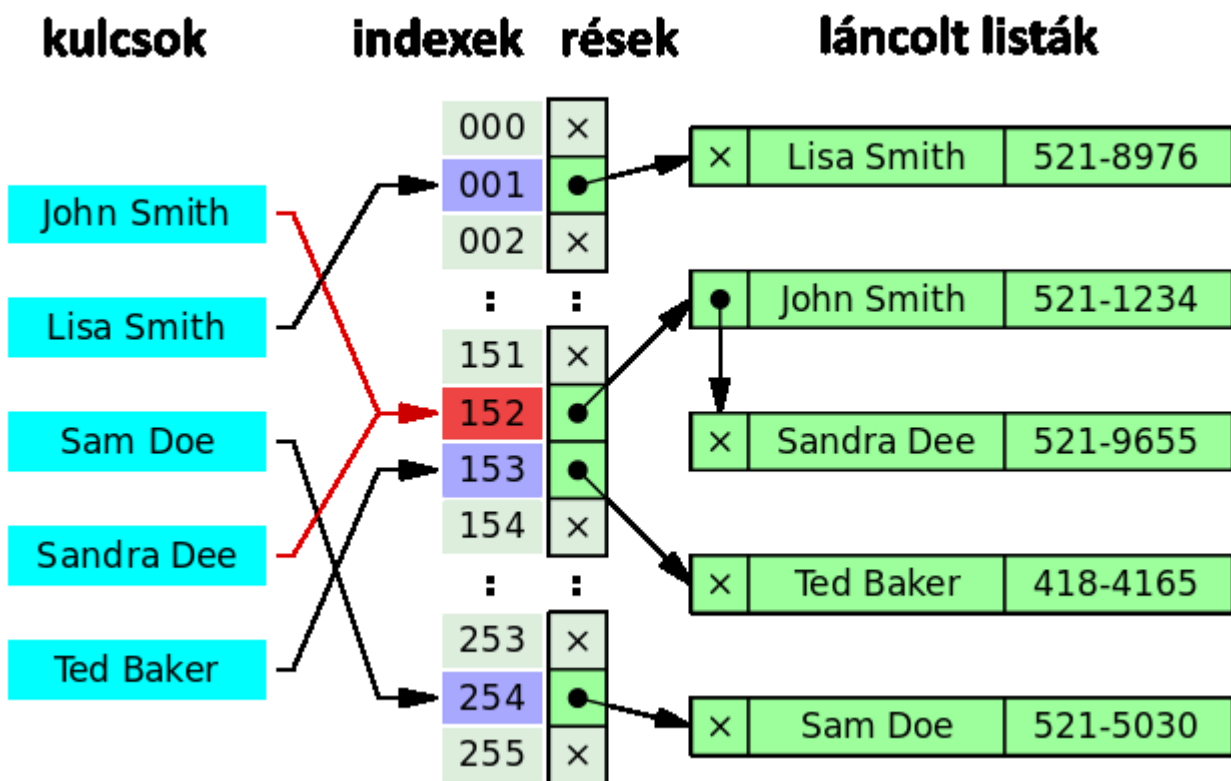 kulcsok indexek rések láncolt listák
John Smith
Lisa Smith
Sam Doe
Sandra Dee
Ted Baker
000 ×
001
002 ×
: :
151 ×
152
153
154 ×
: :
253 ×
254
255 ×
× Lisa Smith 521-8976
John Smith 521-1234
× Sandra Dee 521-9655
× Ted Baker 418-4165
× Sam Doe 521-5030